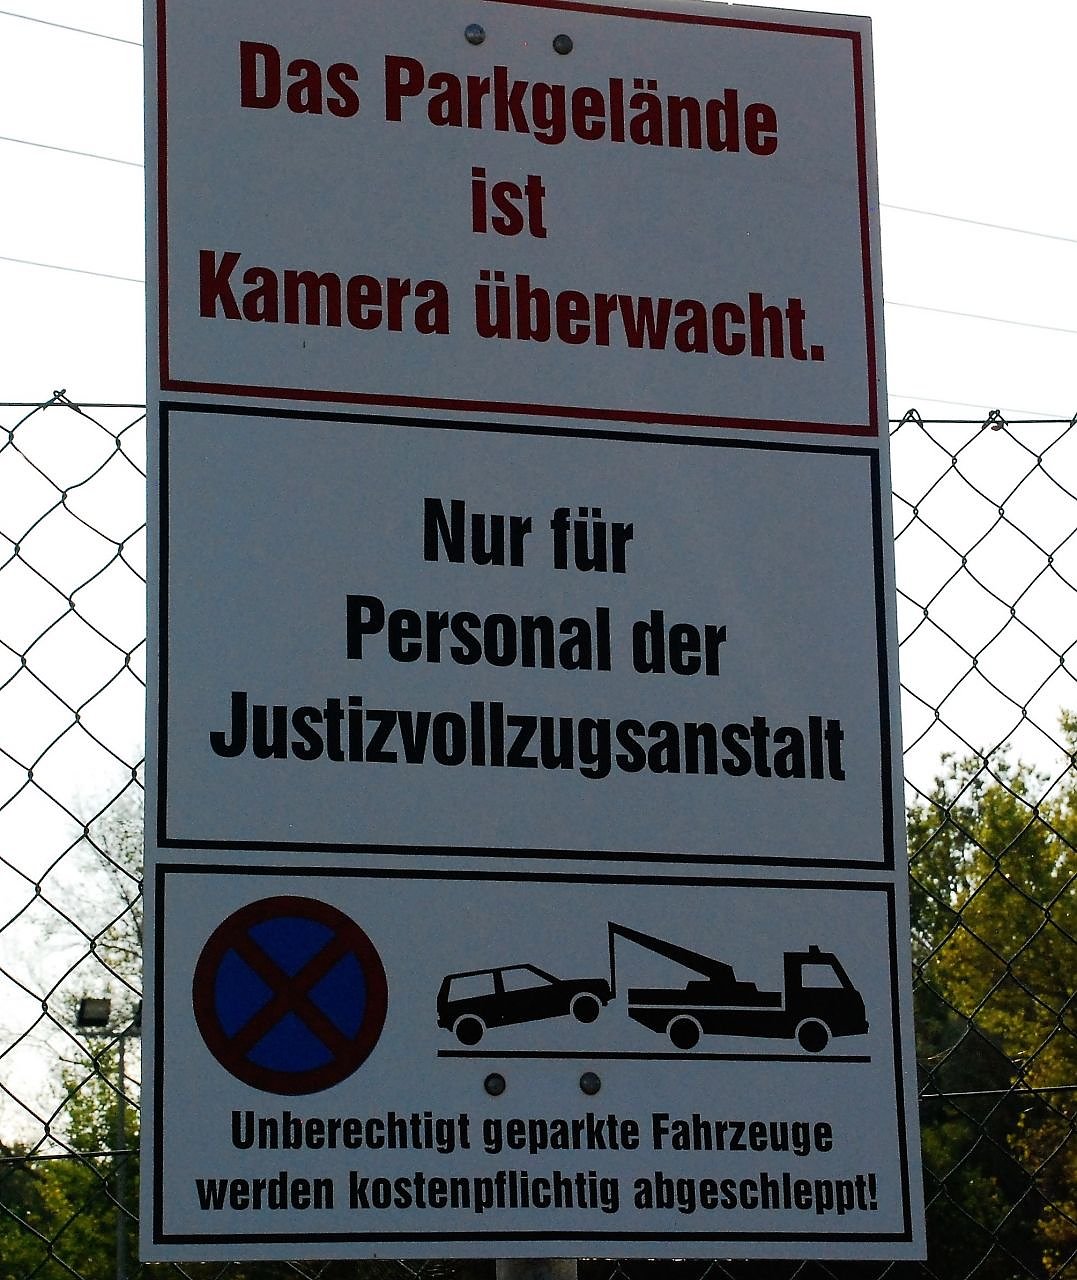 Das Parkgelände
ist
Kamera überwacht.
Nur für
Personal der
Justizvollzugsanstalt
Unberechtigt geparkte Fahrzeuge
werden kostenpflichtig abgeschleppt!